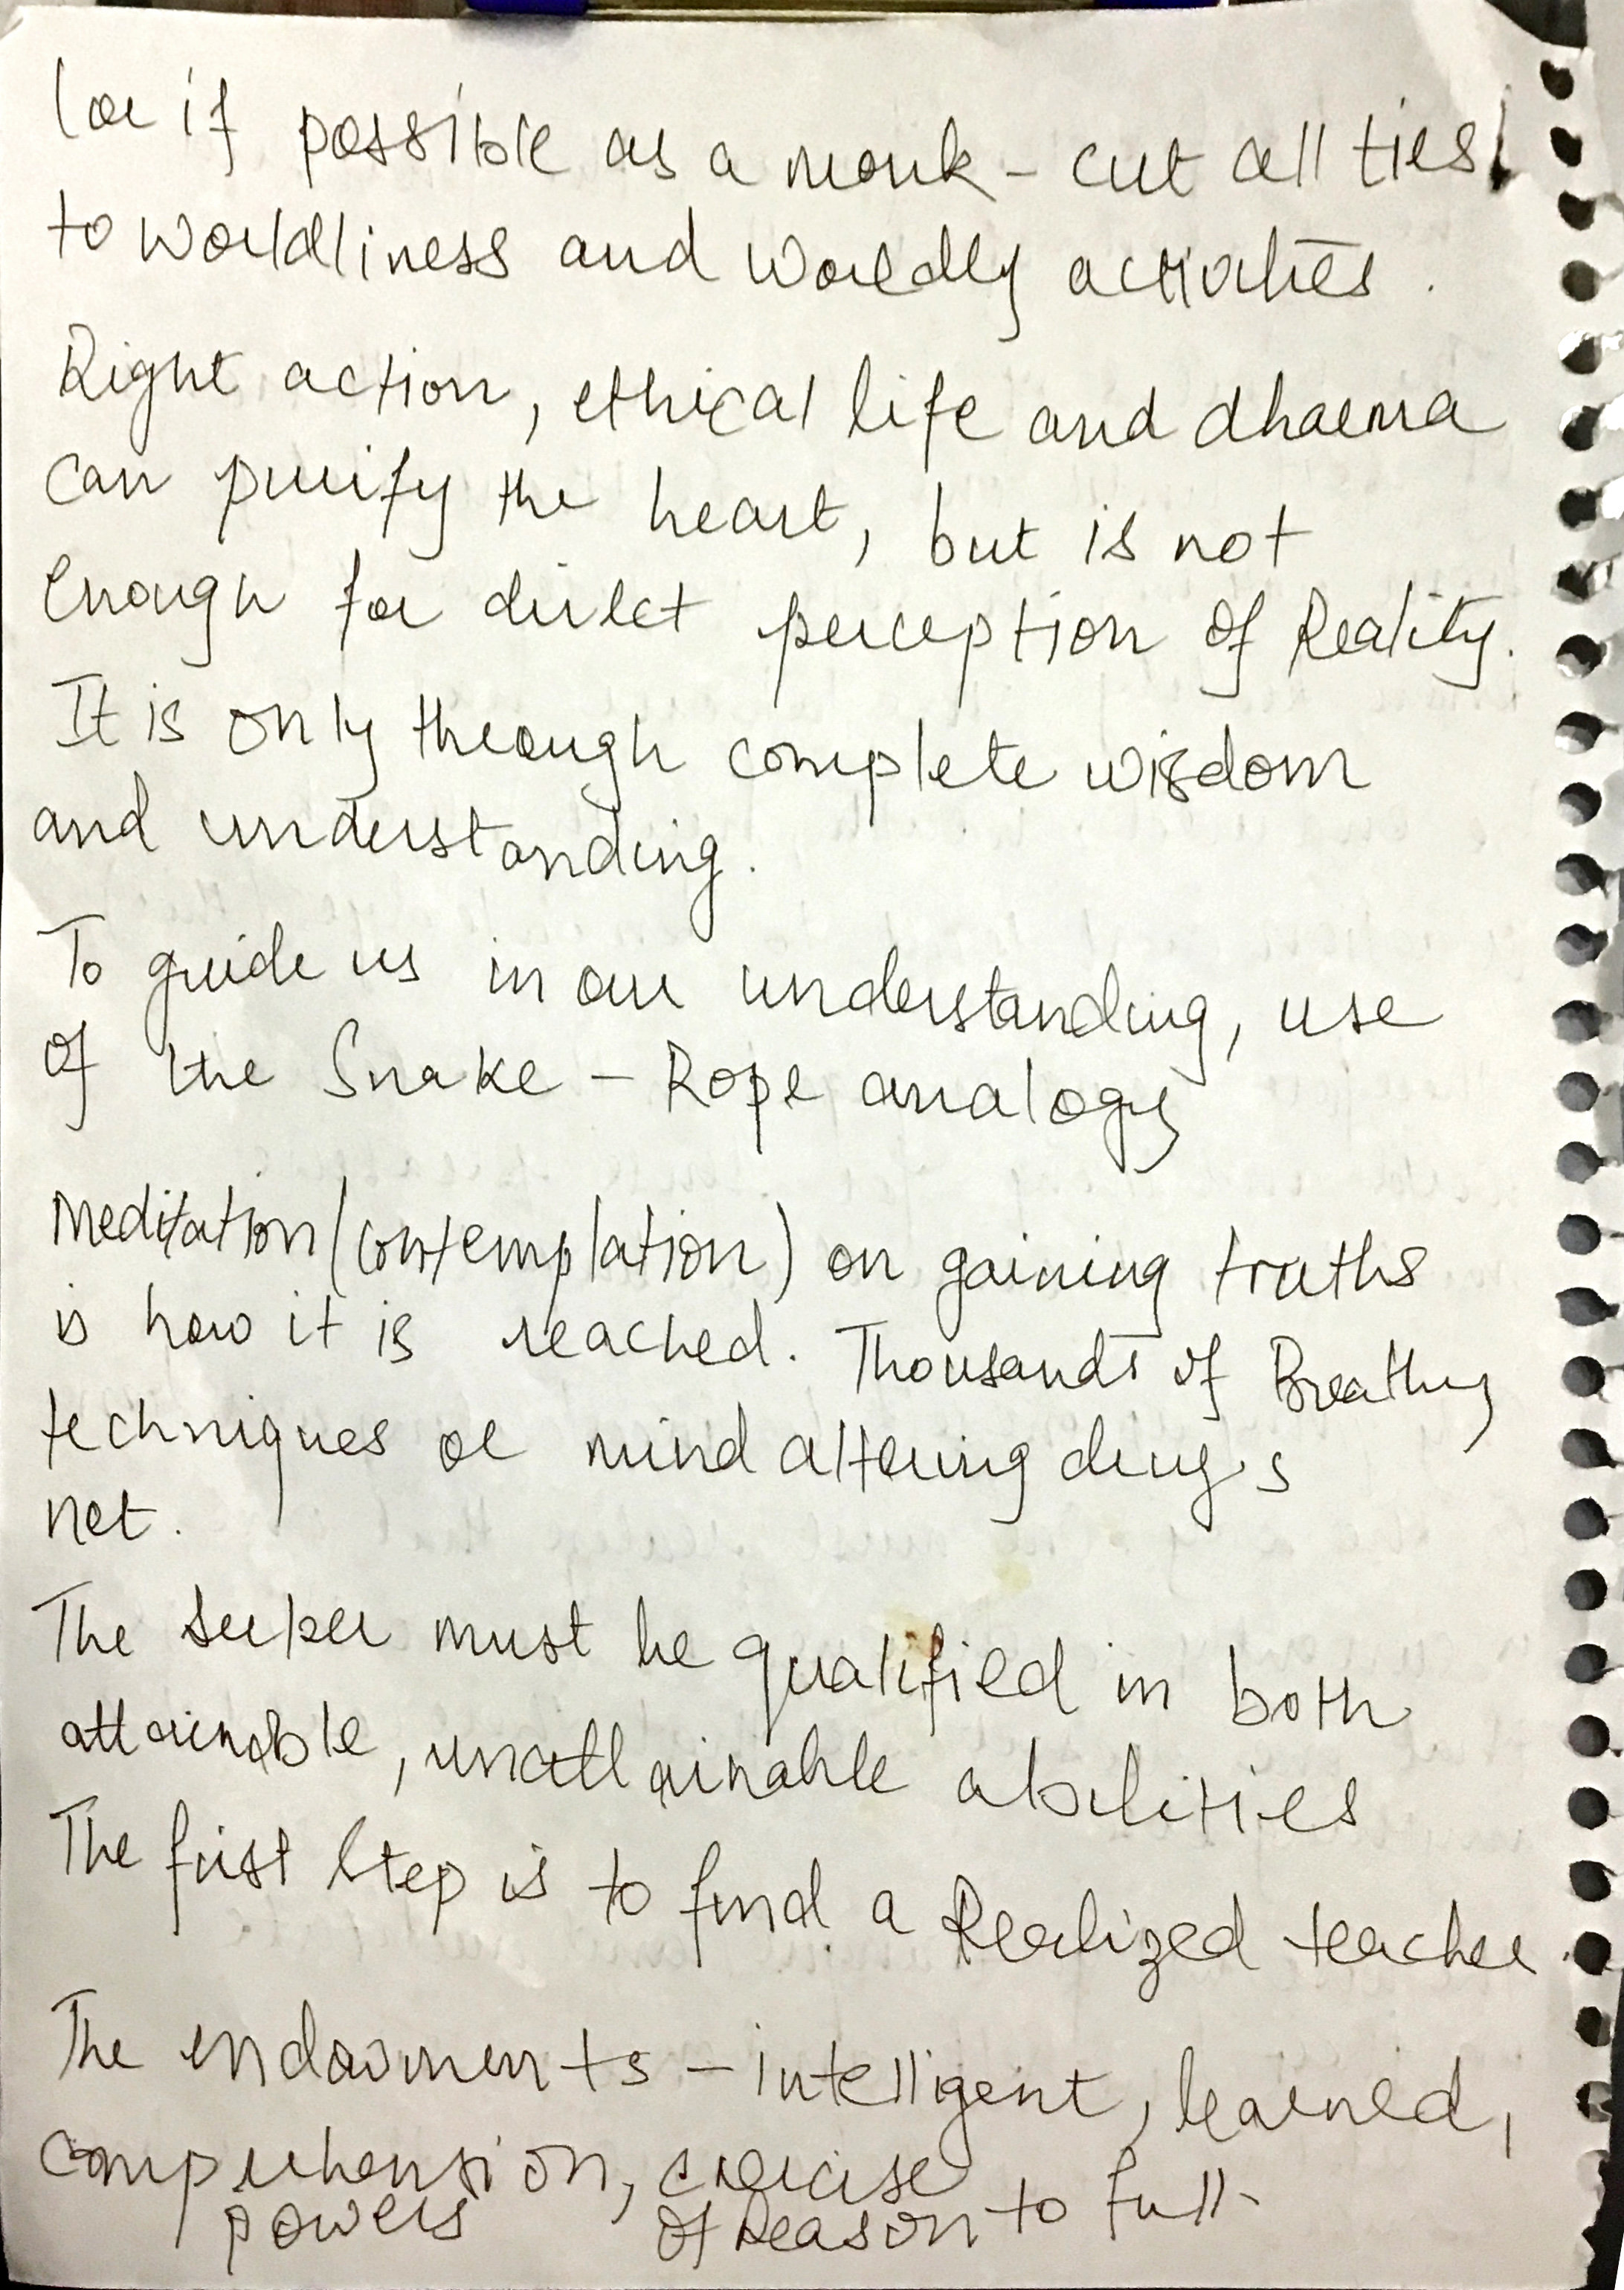 (or if possible as a monk - cut all ties)
to worldliness and worldly activities.
Right action, ethical life and dharma
can purify the heart, but is not
enough for direct perception of Reality.
It is only through complete wisdom
and understanding.
To guide us in our understanding, use
of the Snake - Rope analogy
Meditation (contemplation) on gaining truths
is how it is reached. Thousands of Breathing
techniques or mind altering drugs
not.
The seeker must be qualified in both
attainable, unattainable abilities
The first step is to find a Realized teacher.
The endowments - intelligent, learned,
comprehension, exercise
powers of Reason to full.